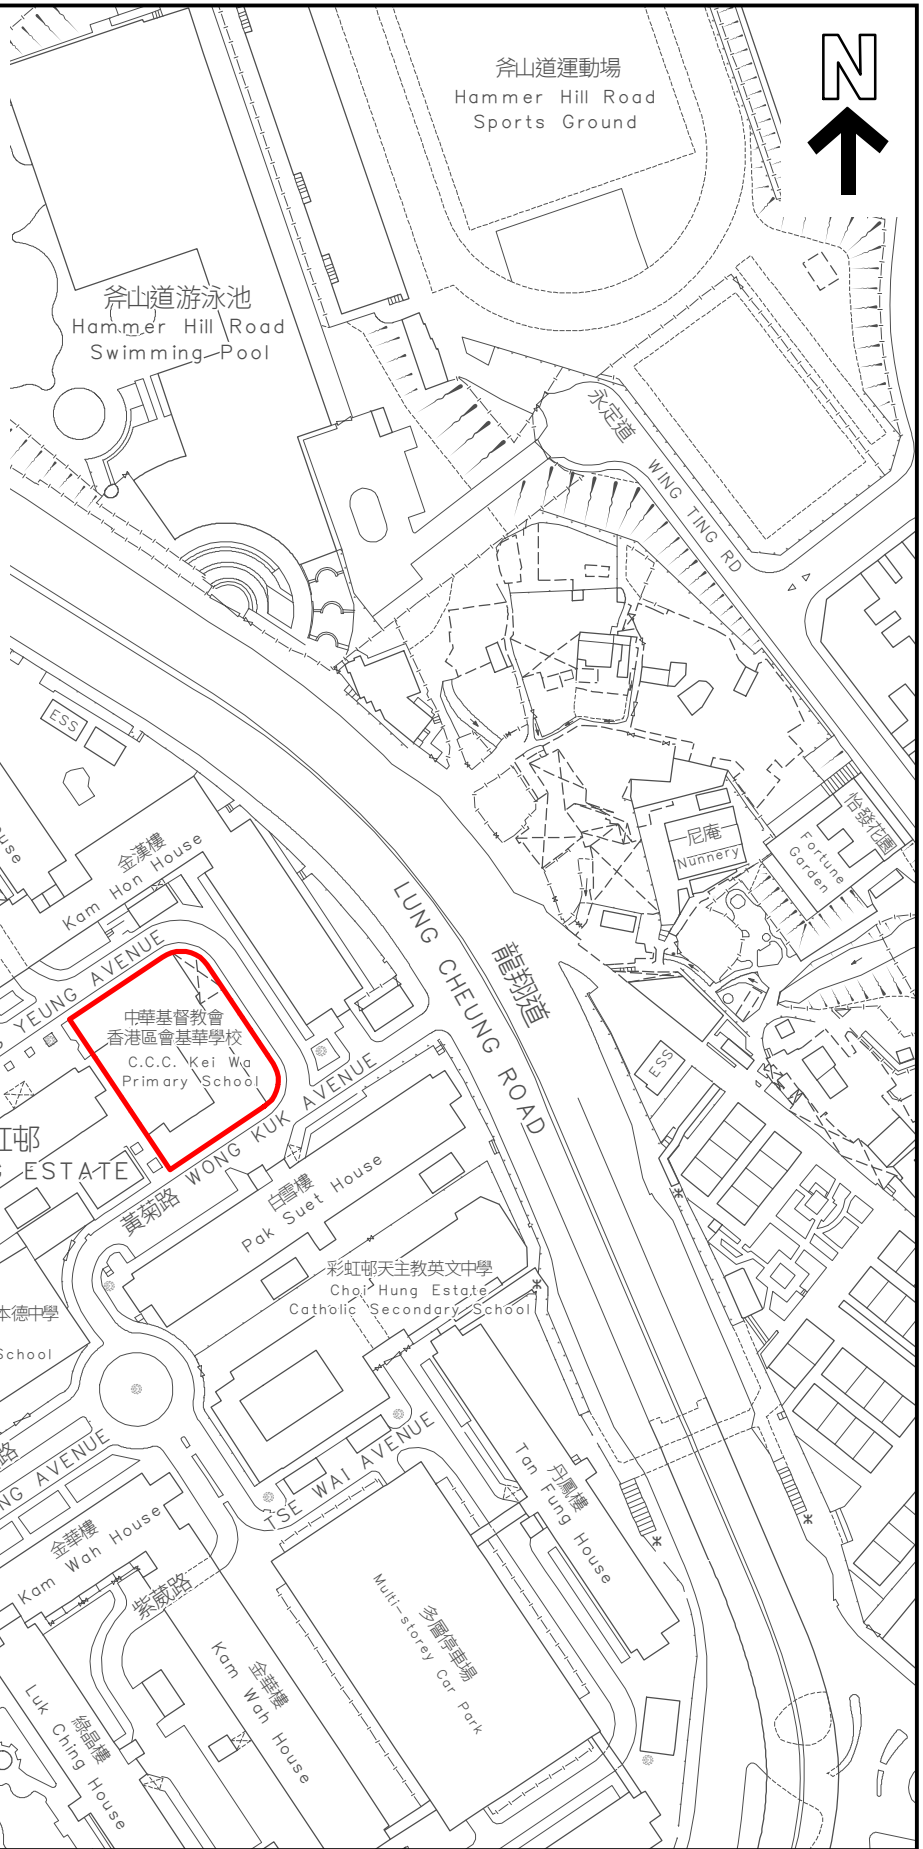 N
斧山道運動場
Hammer Hill Road
Sports Ground
斧山道游泳池
Hammer Hill Road
Swimming Pool
永定道
WING TING RD
ESS
金漢樓
Kam Hon House
尼庵
Nunnery
怡發花園
Fortune
Garden
LUNG CHEUNG ROAD
龍翔道
YEUNG AVENUE
中華基督教會
香港區會基華學校
C.C.C. Kei Wa
Primary School
ESS
黃菊路 WONG KUK AVENUE
虹邨
ESTATE
白雪樓
Pak Suet House
彩虹邨天主教英文中學
Choi Hung Estate
Catholic Secondary School
本德中學
School
路
NG AVENUE
TSE WAI AVENUE
丹鳳樓
Tan Fung House
金華樓
Kam Wah House
紫葳路
多層停車場
Multi-storey Car Park
金華樓
Kam Wah House
綠晶樓
Luk Ching House